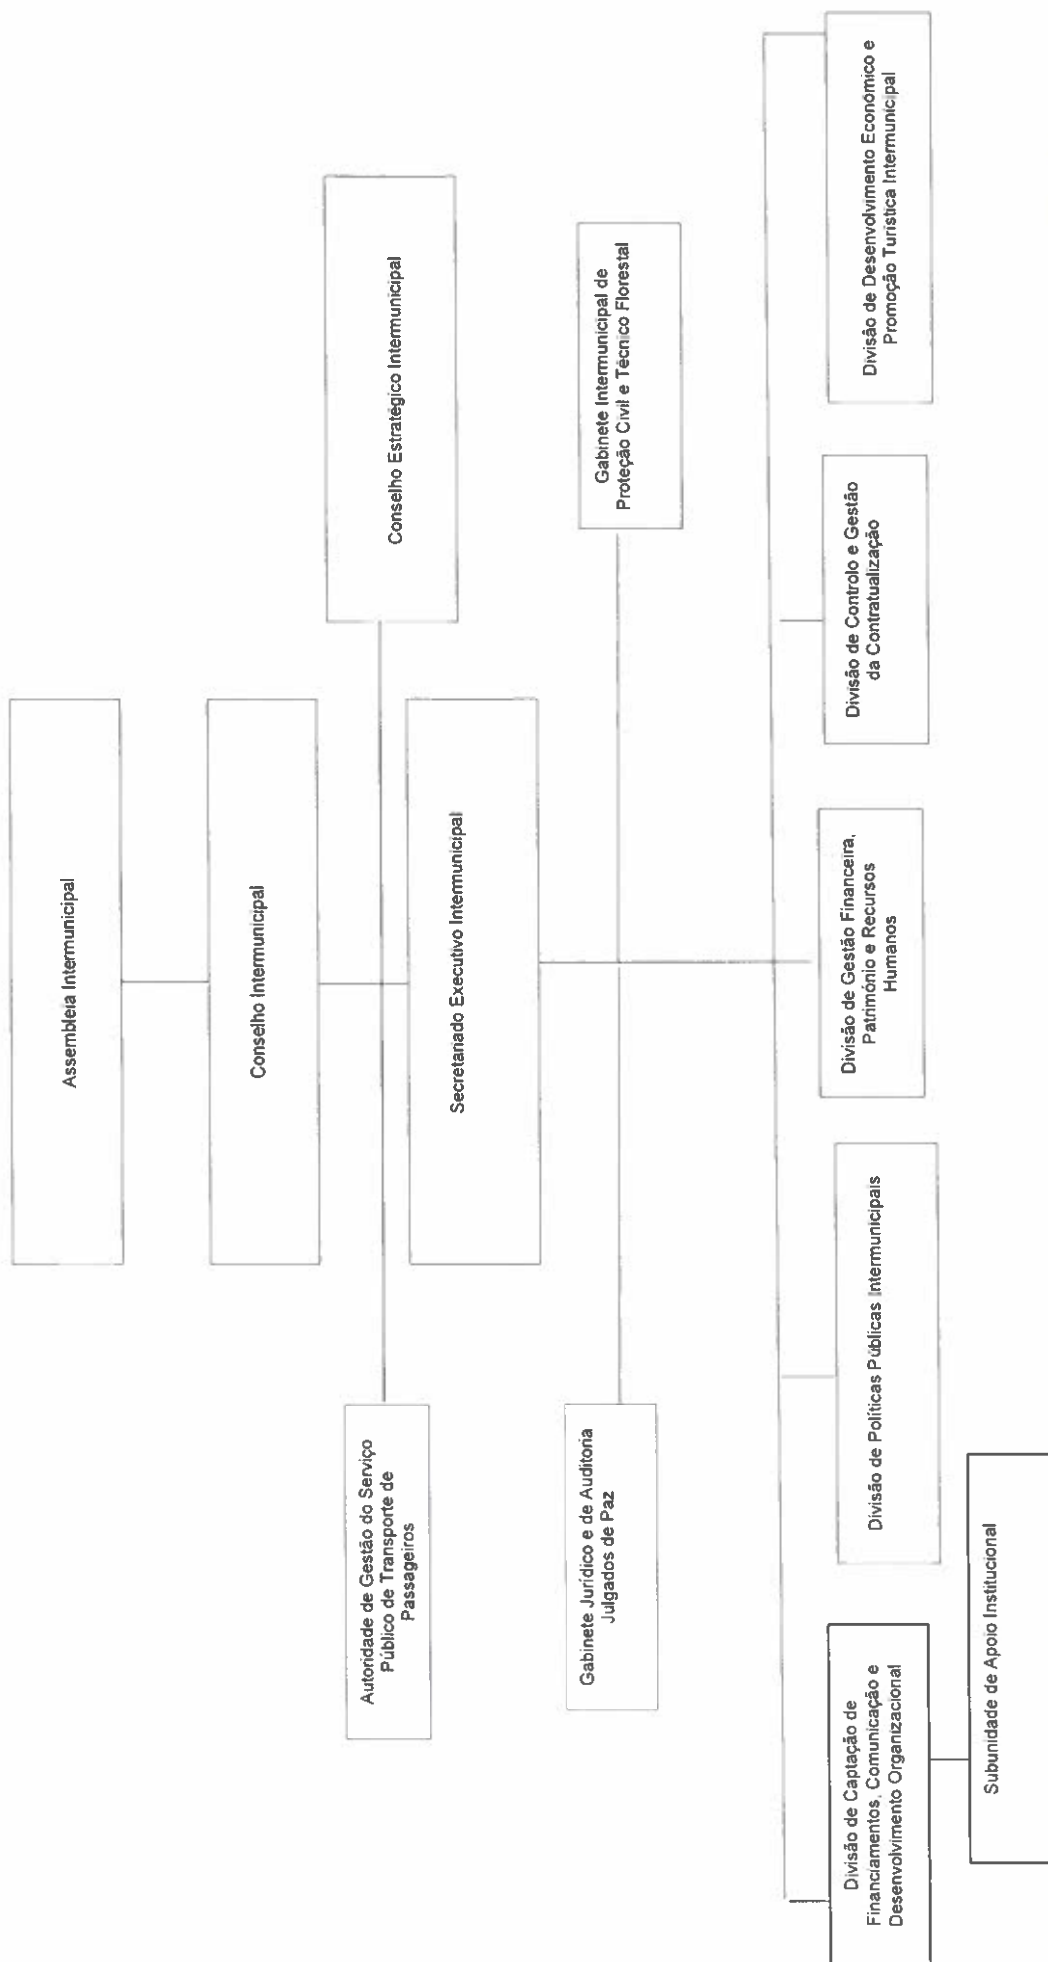 Assembleia Intermunicipal
Conselho Intermunicipal
Autoridade de Gestão do Serviço
Público de Transporte de
Passageiros
Conselho Estratégico Intermunicipal
Secretariado Executivo Intermunicipal
Gabinete Jurídico e de Auditoria
Julgados de Paz
Gabinete Intermunicipal de
Proteção Civil e Técnico Florestal
Divisão de Captação de
Financiamentos, Comunicação e
Desenvolvimento Organizacional
Divisão de Políticas Públicas Intermunicipais
Divisão de Gestão Financeira,
Património e Recursos
Humanos
Divisão de Controlo e Gestão
da Contratualização
Divisão de Desenvolvimento Económico e
Promoção Turística Intermunicipal
Subunidade de Apoio Institucional